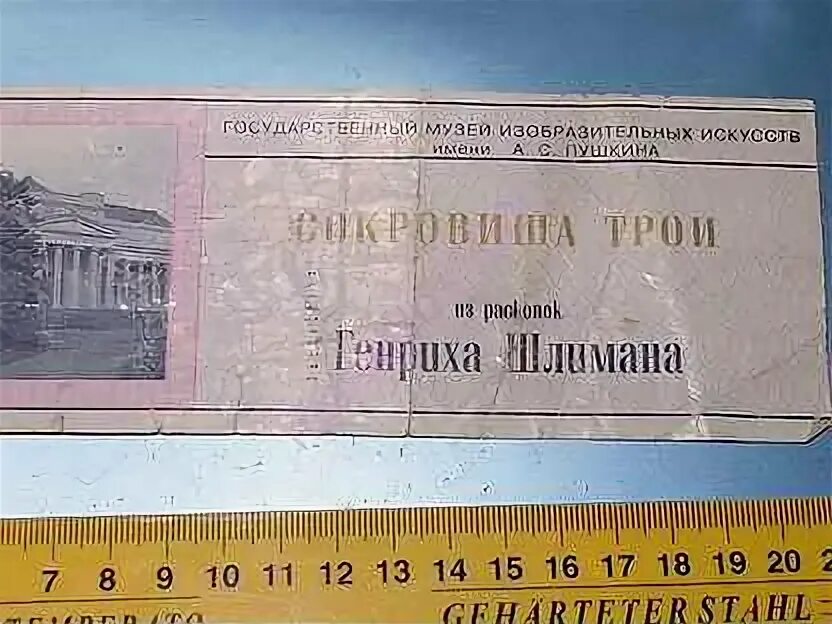 ГОСУДАРСТВЕННЫЙ МУЗЕЙ ИЗОБРАЗИТЕЛЬНЫХ ИСКУССТВ
имени А. С. ПУШКИНА
СОКРОВИЩА ТРОИ
из раскопок
Генриха Шлимана
7 8 9 10 11 12 13 14 15 16 17 18 19 20
GEHÄRTETER STAHL